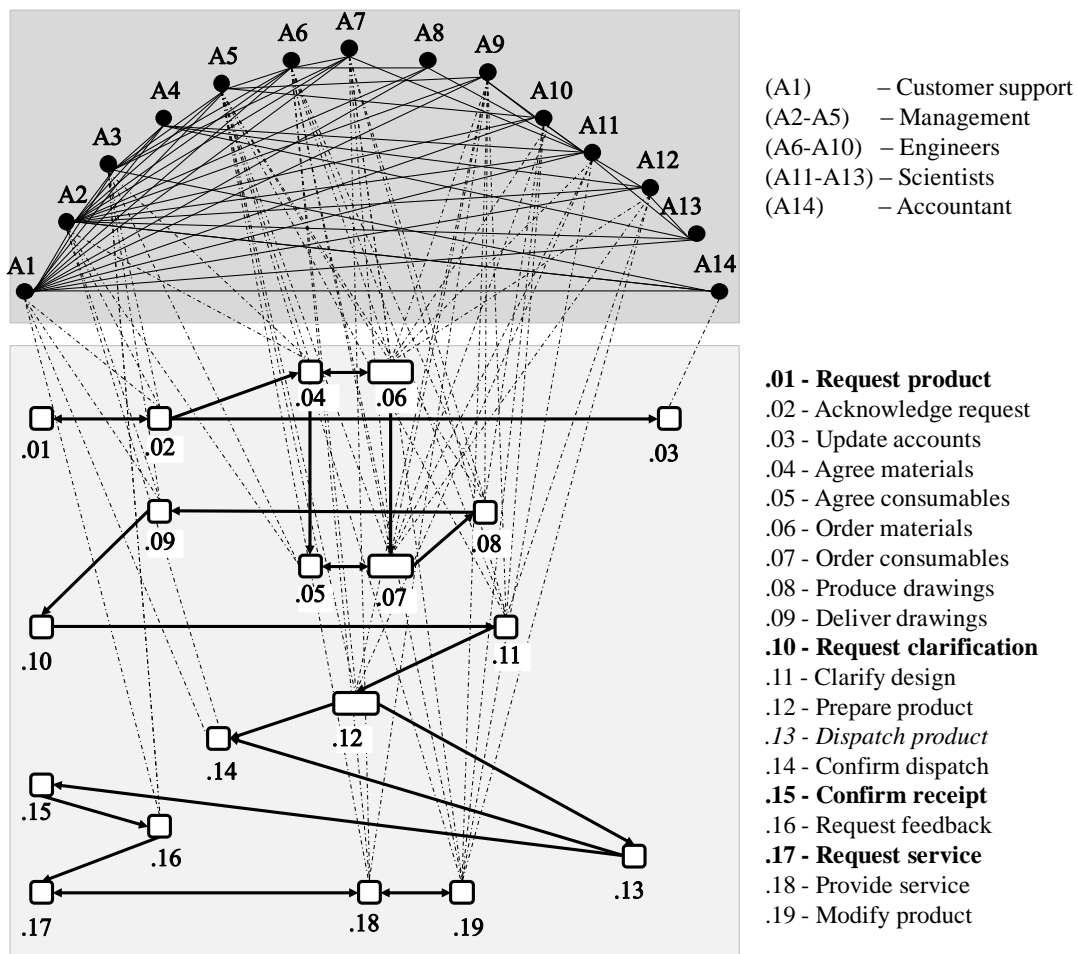 A7
A6
A8
A5
A9
A4
A10
A3
A11
A2
A12
A13
A1
A14
(A1) – Customer support
(A2-A5) – Management
(A6-A10) – Engineers
(A11-A13) – Scientists
(A14) – Accountant
.04
.06
.01
.02
.03
.09
.08
.05
.07
.10
.11
.12
.14
.15
.16
.13
.17
.18
.19
.01 - Request product
.02 - Acknowledge request
.03 - Update accounts
.04 - Agree materials
.05 - Agree consumables
.06 - Order materials
.07 - Order consumables
.08 - Produce drawings
.09 - Deliver drawings
.10 - Request clarification
.11 - Clarify design
.12 - Prepare product
.13 - Dispatch product
.14 - Confirm dispatch
.15 - Confirm receipt
.16 - Request feedback
.17 - Request service
.18 - Provide service
.19 - Modify product